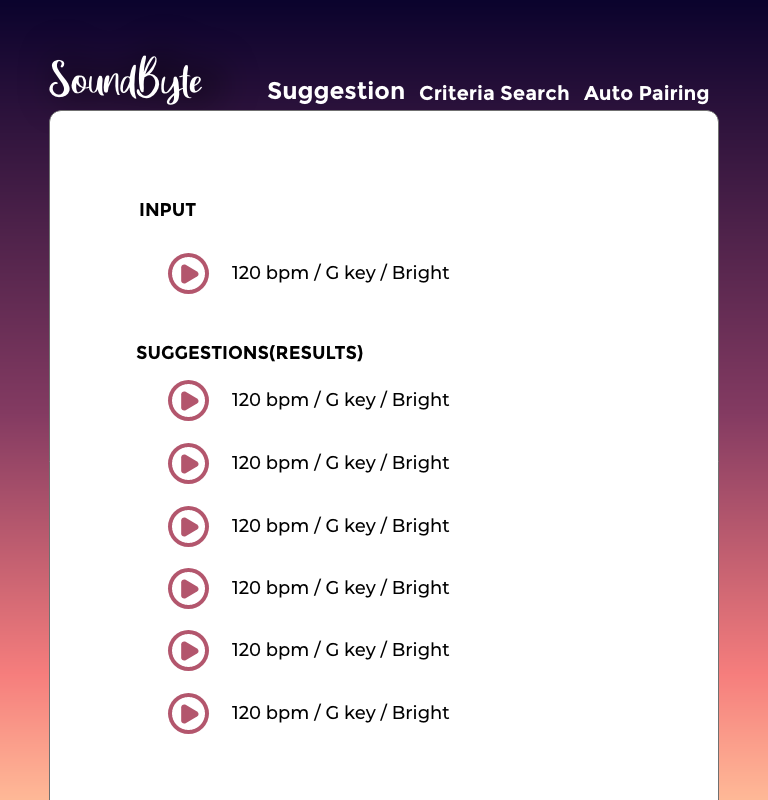 SoundByte
Suggestion Criteria Search Auto Pairing
INPUT
120 bpm / G key / Bright
SUGGESTIONS(RESULTS)
120 bpm / G key / Bright
120 bpm / G key / Bright
120 bpm / G key / Bright
120 bpm / G key / Bright
120 bpm / G key / Bright
120 bpm / G key / Bright